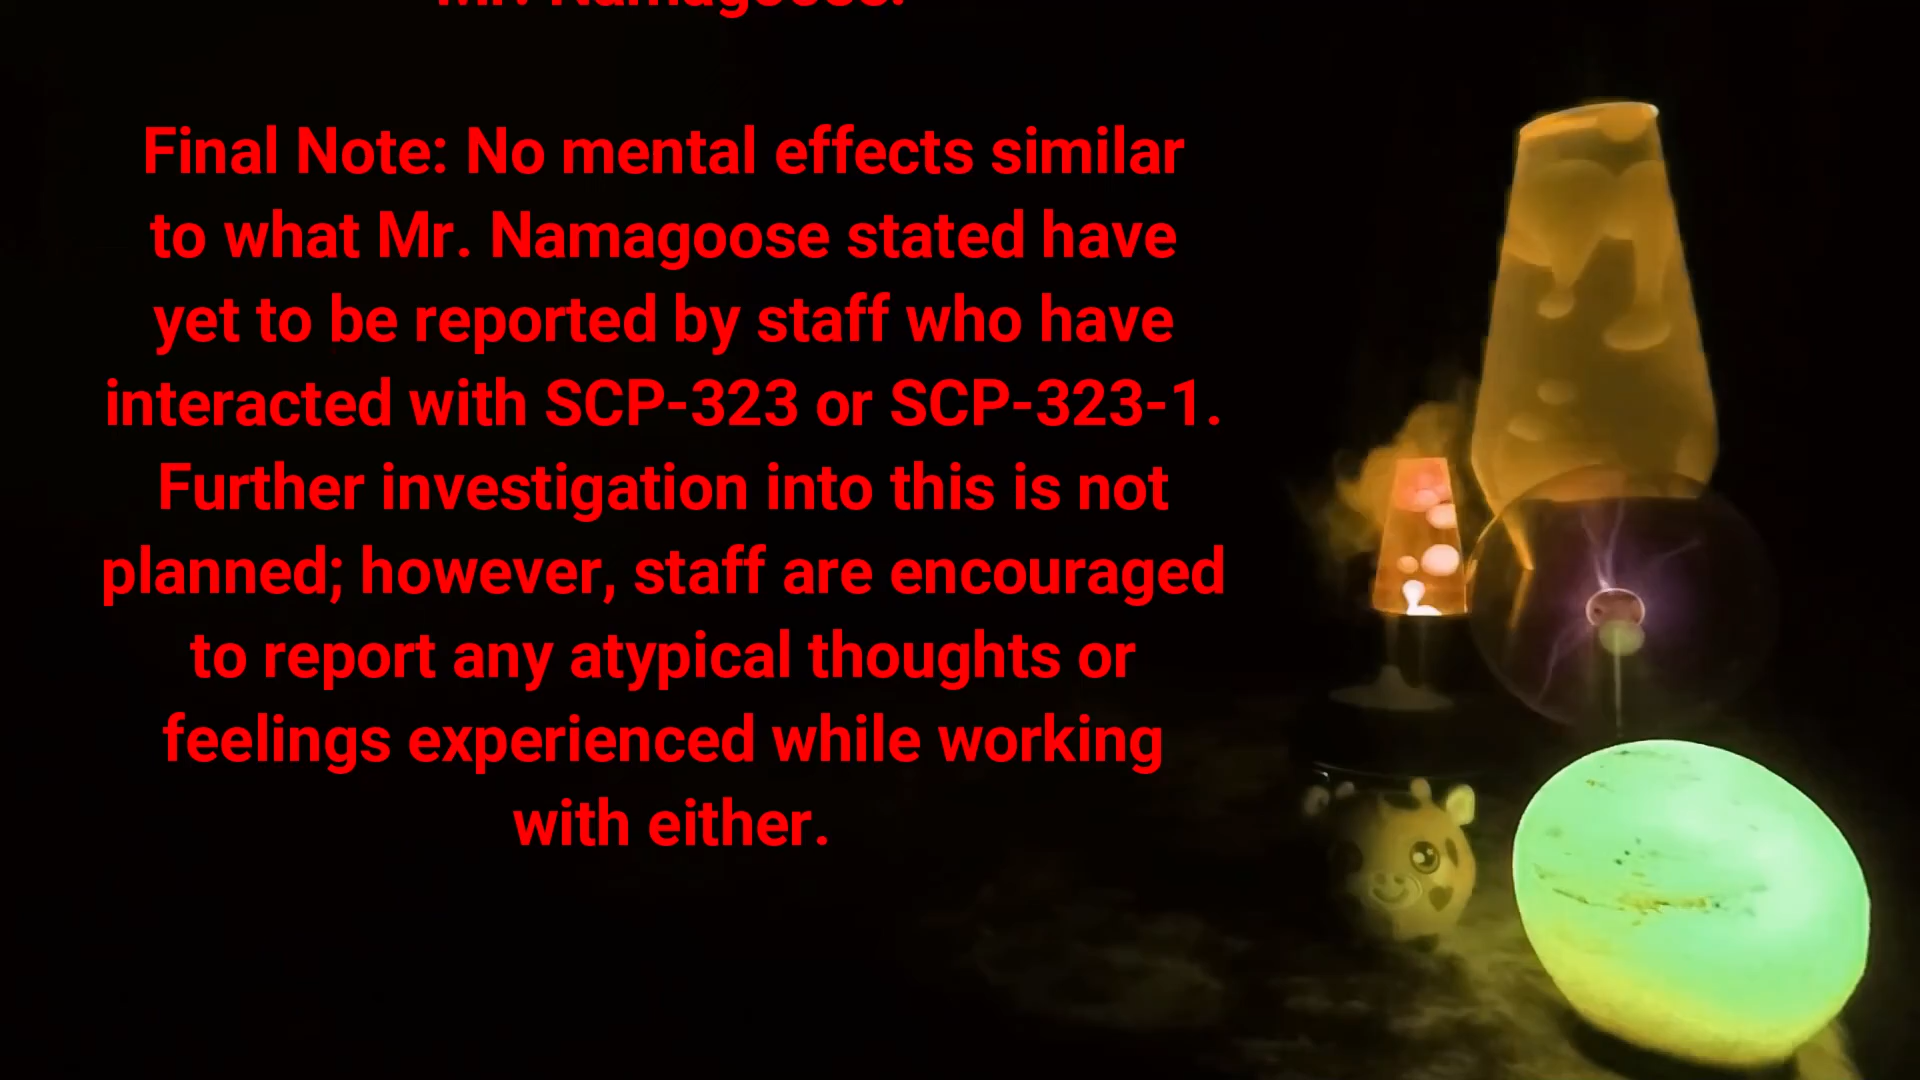 Mr. Namagoose.
Final Note: No mental effects similar
to what Mr. Namagoose stated have
yet to be reported by staff who have
interacted with SCP-323 or SCP-323-1.
Further investigation into this is not
planned; however, staff are encouraged
to report any atypical thoughts or
feelings experienced while working
with either.